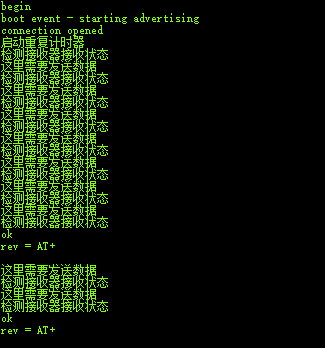 begin
boot event - starting advertising
connection opened
启动重复计时器
检测接收器接收状态
这里需要发送数据
检测接收器接收状态
这里需要发送数据
检测接收器接收状态
这里需要发送数据
检测接收器接收状态
这里需要发送数据
检测接收器接收状态
这里需要发送数据
检测接收器接收状态
这里需要发送数据
检测接收器接收状态
这里需要发送数据
检测接收器接收状态
ok
rev = AT+
这里需要发送数据
检测接收器接收状态
这里需要发送数据
检测接收器接收状态
ok
rev = AT+